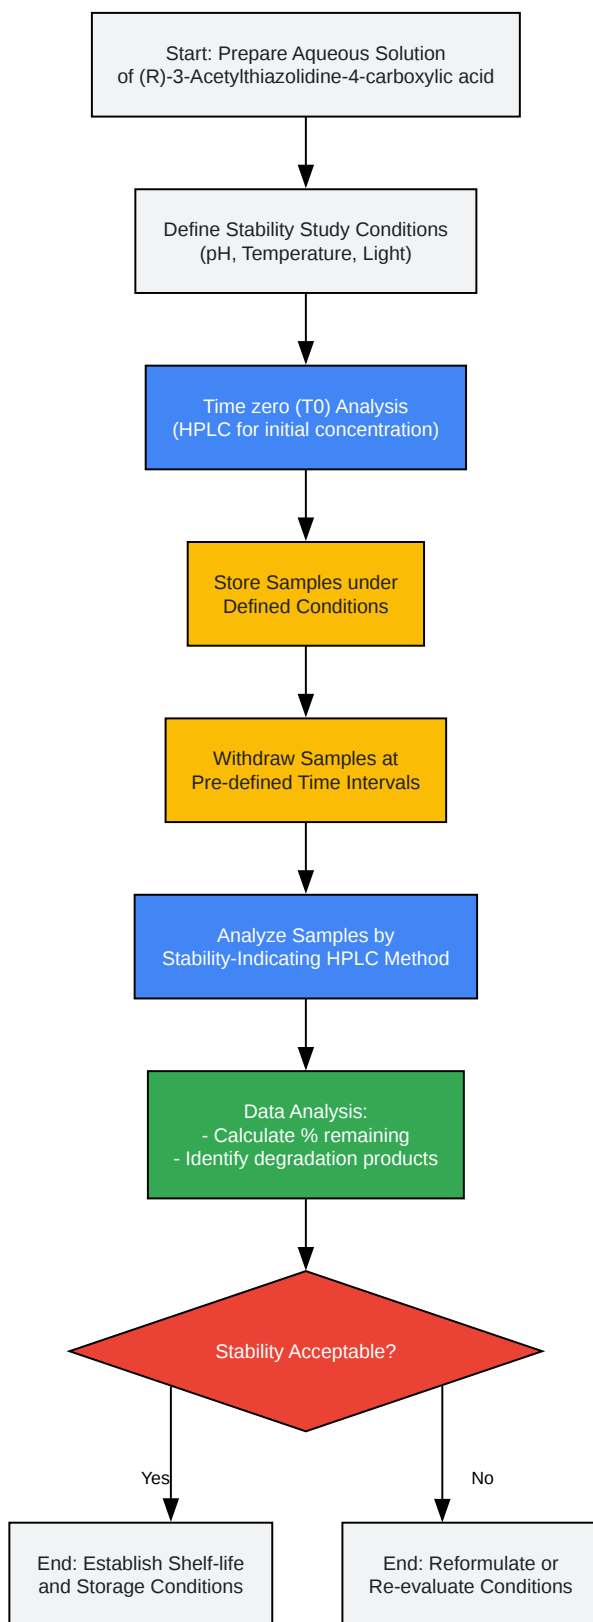 Start: Prepare Aqueous Solution
of (R)-3-Acetylthiazolidine-4-carboxylic acid
Define Stability Study Conditions
(pH, Temperature, Light)
Time zero (T0) Analysis
(HPLC for initial concentration)
Store Samples under
Defined Conditions
Withdraw Samples at
Pre-defined Time Intervals
Analyze Samples by
Stability-Indicating HPLC Method
Data Analysis:
- Calculate % remaining
- Identify degradation products
Stability Acceptable?
Yes
No
End: Establish Shelf-life
and Storage Conditions
End: Reformulate or
Re-evaluate Conditions